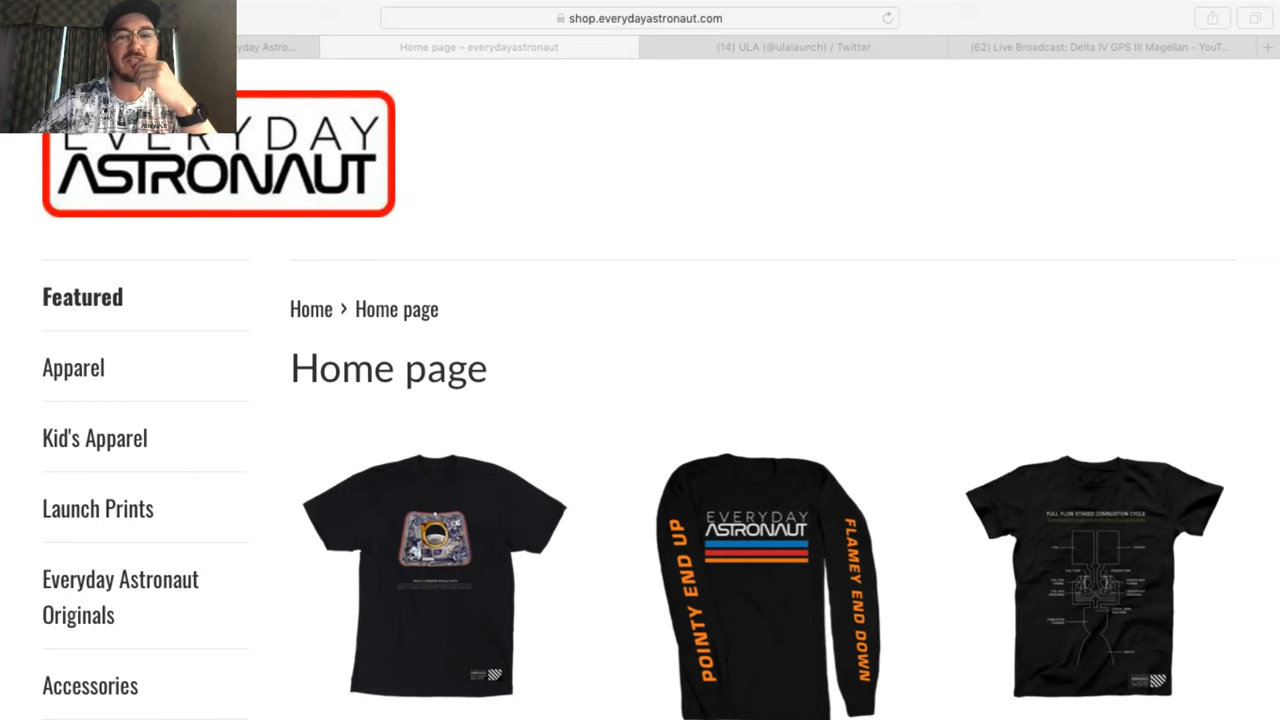 shop.everydayastronaut.com
yday Astro...
Home page – everydayastronaut
(14) ULA (@ulalaunch) / Twitter
(62) Live Broadcast: Delta IV GPS III Magellan - YouT...
EVERYDAY
ASTRONAUT
Featured
Apparel
Kid's Apparel
Launch Prints
Everyday Astronaut
Originals
Accessories
Home › Home page
Home page
EVERYDAY
ASTRONAUT
POINTY END UP
FLAMEY END DOWN
FULL FLOW STAGED COMBUSTION CYCLE